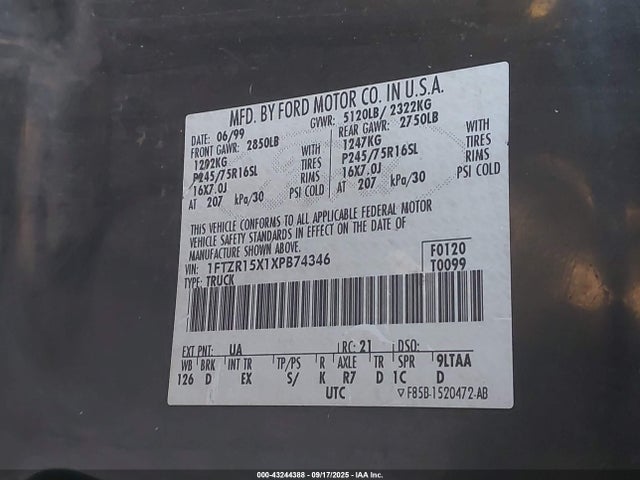 MFD. BY FORD MOTOR CO. IN U.S.A.
DATE: 06/99 GVWR: 5120LB/ 2322KG
FRONT GAWR: 2850LB REAR GAWR: 2750LB
1292KG WITH 1247KG WITH
P245/75R16SL TIRES P245/75R16SL TIRES
16X7.0J RIMS 16X7.0J RIMS
AT 207 kPa/30 PSI COLD AT 207 kPa/30 PSI COLD
THIS VEHICLE CONFORMS TO ALL APPLICABLE FEDERAL MOTOR
VEHICLE SAFETY STANDARDS IN EFFECT ON THE DATE OF
MANUFACTURE SHOWN ABOVE.
VIN: 1FTZR15X1XPB74346 F0120
TYPE: TRUCK T0099
EXT PNT: UA RC: 21 DSO:
WB BRK INT TR TP/PS R AXLE TR SPR 9LTAA
126 D EX S/ K R7 D 1C D
UTC F85B-1520472-AB
000-43244388 - 09/17/2025 - IAA Inc.